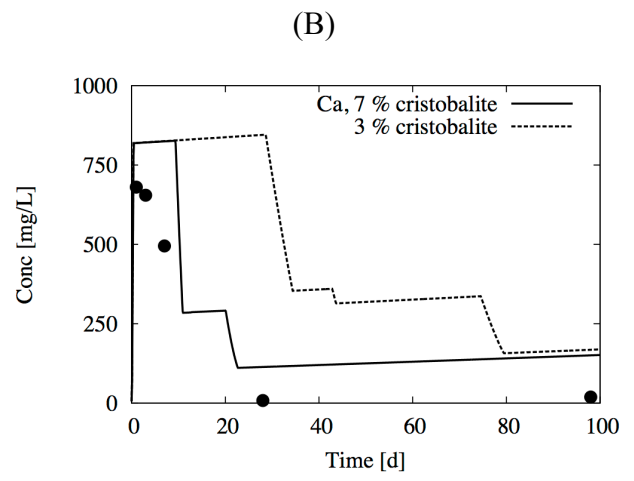 (B)
1000
750
500
250
0
Conc [mg/L]
Ca, 7 % cristobalite
3 % cristobalite
0 20 40 60 80 100
Time [d]